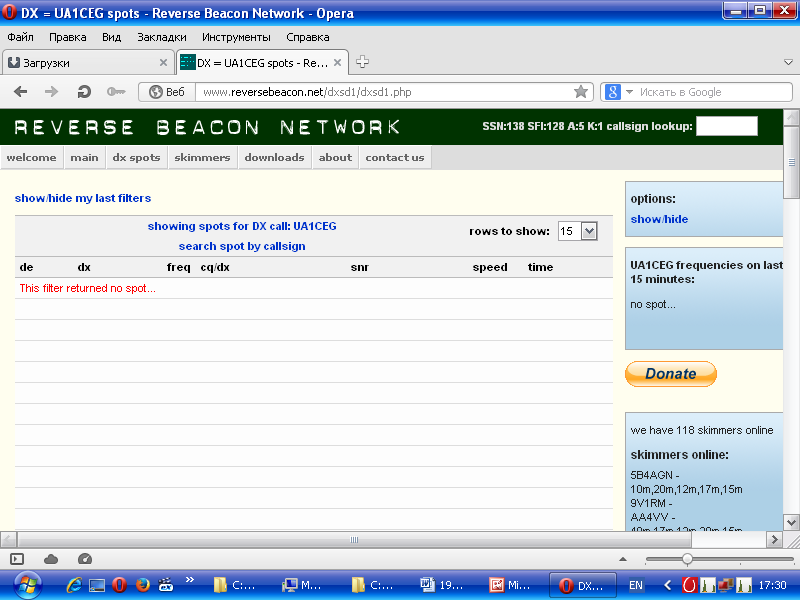 DX = UA1CEG spots - Reverse Beacon Network - Opera
Файл Правка Вид Закладки Инструменты Справка
Загрузки
DX = UA1CEG spots - Re...
Веб
www.reversebeacon.net/dxsd1/dxsd1.php
Искать в Google
REVERSE BEACON NETWORK
SSN:138 SFI:128 A:5 K:1 callsign lookup:
welcome main dx spots skimmers downloads about contact us
show/hide my last filters
showing spots for DX call: UA1CEG
search spot by callsign
rows to show: 15
de dx freq cq/dx snr speed time
This filter returned no spot...
options:
show/hide
UA1CEG frequencies on last
15 minutes:
no spot...
Donate
we have 118 skimmers online
skimmers online:
5B4AGN -
10m,20m,12m,17m,15m
9V1RM -
AA4VV -
40m,17m,12m,20m,15m
C:... M... C:... 19... Mi... DX... EN 17:30